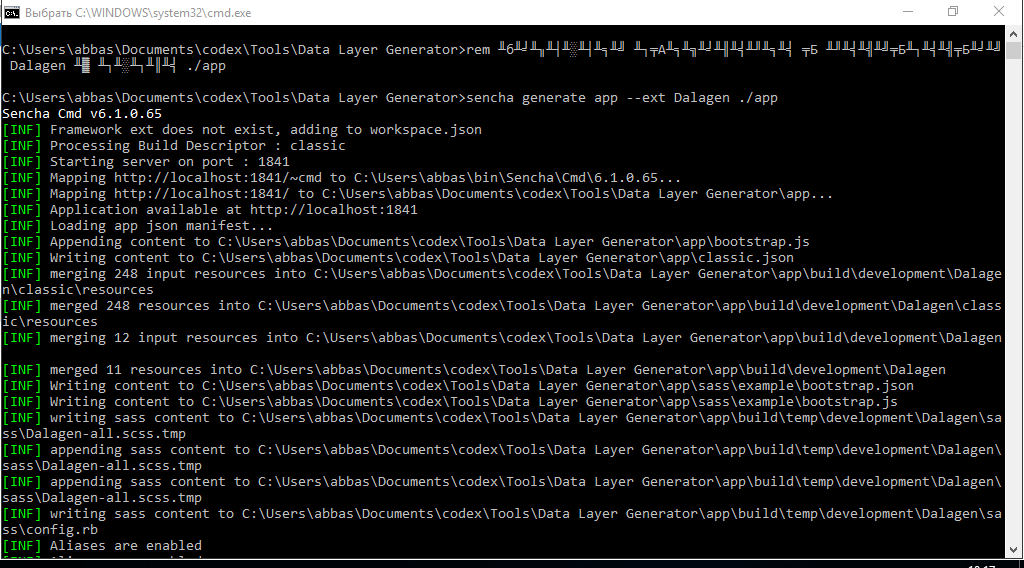 Выбрать C:\WINDOWS\system32\cmd.exe
C:\Users\abbas\Documents\codex\Tools\Data Layer Generator>rem
Dalagen ./app
C:\Users\abbas\Documents\codex\Tools\Data Layer Generator>sencha generate app --ext Dalagen ./app
Sencha Cmd v6.1.0.65
[INF] Framework ext does not exist, adding to workspace.json
[INF] Processing Build Descriptor : classic
[INF] Starting server on port : 1841
[INF] Mapping http://localhost:1841/~cmd to C:\Users\abbas\bin\Sencha\Cmd\6.1.0.65...
[INF] Mapping http://localhost:1841/ to C:\Users\abbas\Documents\codex\Tools\Data Layer Generator\app...
[INF] Application available at http://localhost:1841
[INF] Loading app json manifest...
[INF] Appending content to C:\Users\abbas\Documents\codex\Tools\Data Layer Generator\app\bootstrap.js
[INF] Writing content to C:\Users\abbas\Documents\codex\Tools\Data Layer Generator\app\classic.json
[INF] merging 248 input resources into C:\Users\abbas\Documents\codex\Tools\Data Layer Generator\app\build\development\Dalage
n\classic\resources
[INF] merged 248 resources into C:\Users\abbas\Documents\codex\Tools\Data Layer Generator\app\build\development\Dalagen\class
ic\resources
[INF] merging 12 input resources into C:\Users\abbas\Documents\codex\Tools\Data Layer Generator\app\build\development\Dalagen
[INF] merged 11 resources into C:\Users\abbas\Documents\codex\Tools\Data Layer Generator\app\build\development\Dalagen
[INF] Writing content to C:\Users\abbas\Documents\codex\Tools\Data Layer Generator\app\sass\example\bootstrap.json
[INF] Writing content to C:\Users\abbas\Documents\codex\Tools\Data Layer Generator\app\sass\example\bootstrap.js
[INF] writing sass content to C:\Users\abbas\Documents\codex\Tools\Data Layer Generator\app\build\temp\development\Dalagen\sa
ss\Dalagen-all.scss.tmp
[INF] appending sass content to C:\Users\abbas\Documents\codex\Tools\Data Layer Generator\app\build\temp\development\Dalagen\
sass\Dalagen-all.scss.tmp
[INF] appending sass content to C:\Users\abbas\Documents\codex\Tools\Data Layer Generator\app\build\temp\development\Dalagen\
sass\Dalagen-all.scss.tmp
[INF] writing sass content to C:\Users\abbas\Documents\codex\Tools\Data Layer Generator\app\build\temp\development\Dalagen\sa
ss\config.rb
[INF] Aliases are enabled